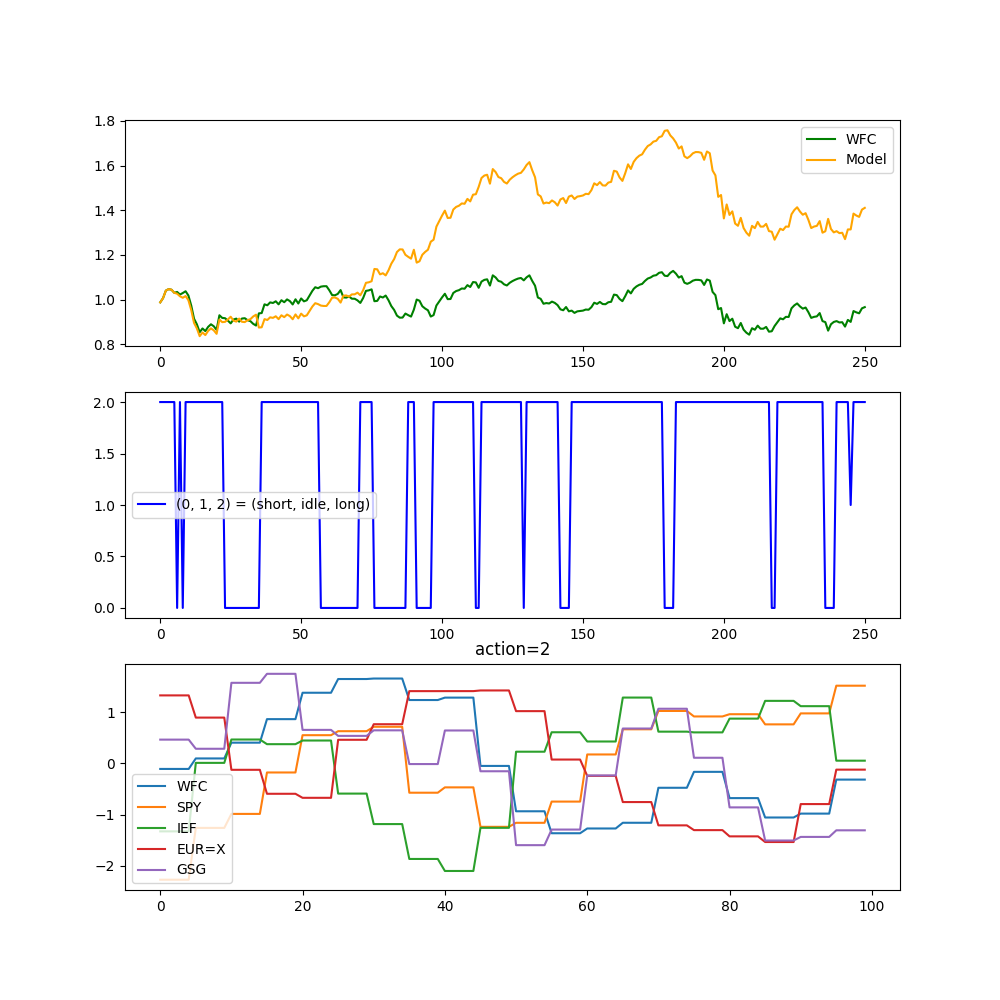 1.8
1.6
1.4
1.2
1.0
0.8
WFC
Model
0 50 100 150 200 250
2.0
1.5
1.0
0.5
0.0
(0, 1, 2) = (short, idle, long)
0 50 100 150 200 250
action=2
1
0
−1
−2
WFC
SPY
IEF
EUR=X
GSG
0 20 40 60 80 100